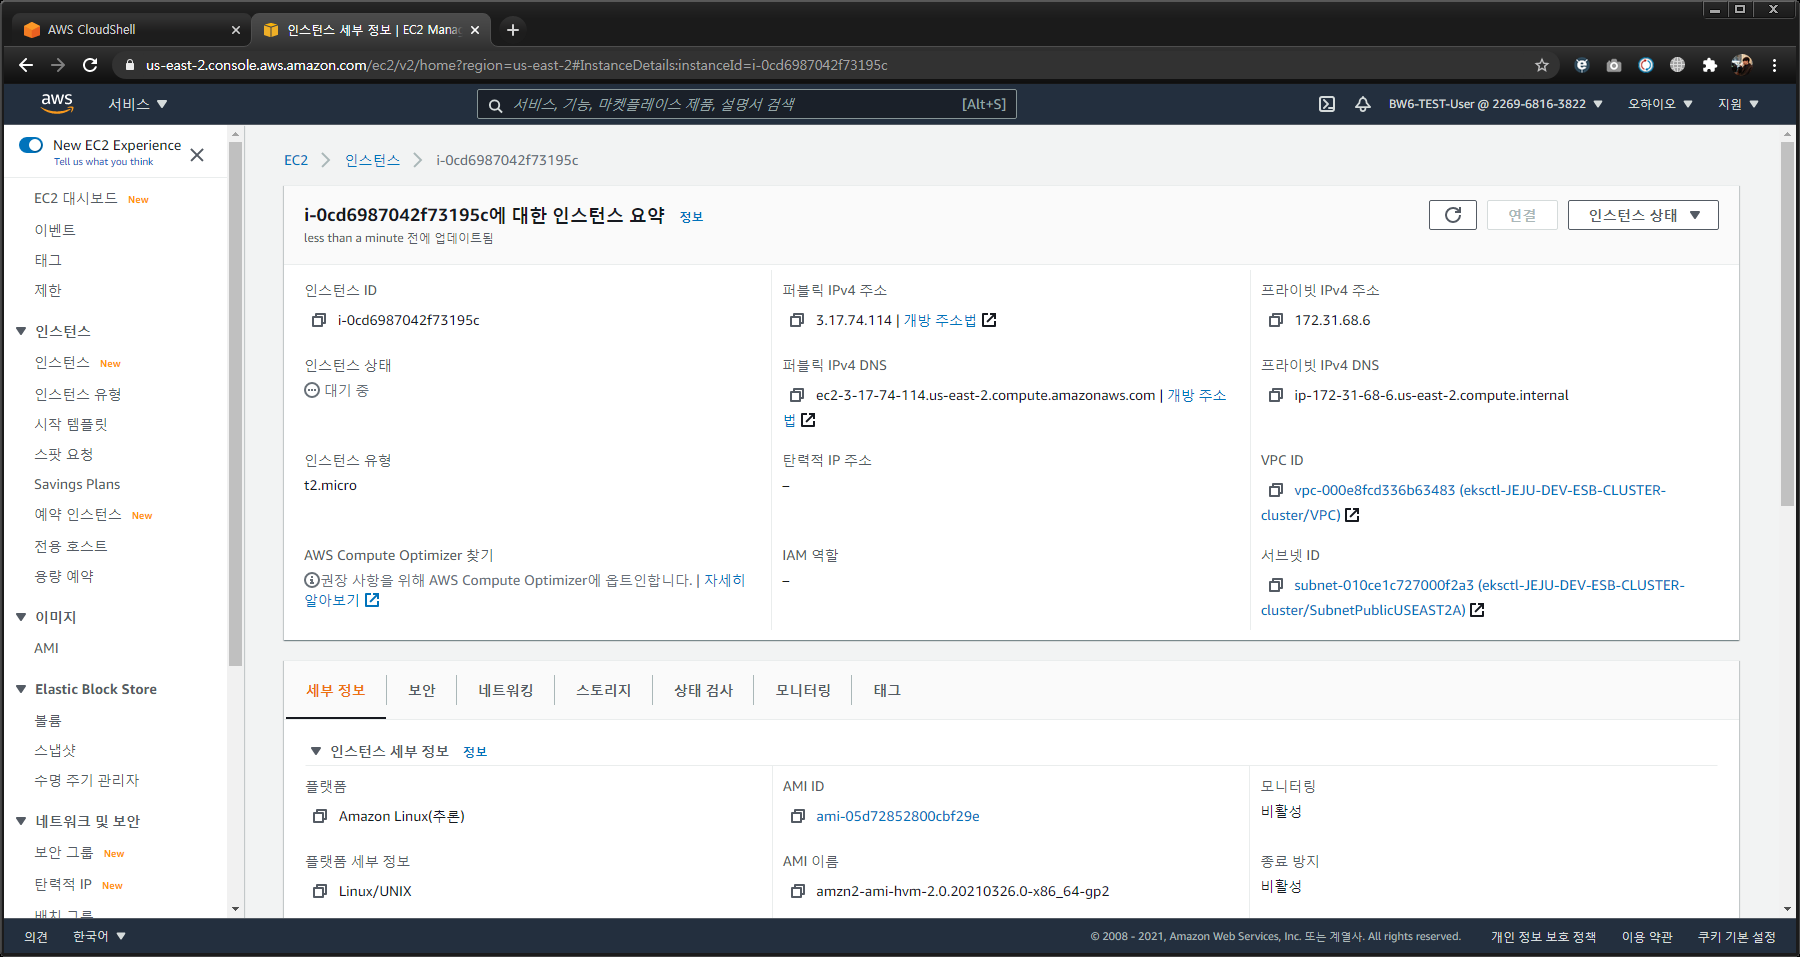 AWS CloudShell
인스턴스 세부 정보 | EC2 Mana
us-east-2.console.aws.amazon.com/ec2/v2/home?region=us-east-2#InstanceDetails:instanceId=i-0cd6987042f73195c
aws
서비스
서비스, 기능, 마켓플레이스 제품, 설명서 검색 [Alt+S]
BW6-TEST-User @ 2269-6816-3822
오하이오
지원
New EC2 Experience
Tell us what you think
EC2 대시보드 New
이벤트
태그
제한
인스턴스
인스턴스 New
인스턴스 유형
시작 템플릿
스팟 요청
Savings Plans
예약 인스턴스 New
전용 호스트
용량 예약
이미지
AMI
Elastic Block Store
볼륨
스냅샷
수명 주기 관리자
네트워크 및 보안
보안 그룹 New
탄력적 IP New
배치 그룹
EC2
인스턴스
i-0cd6987042f73195c
i-0cd6987042f73195c에 대한 인스턴스 요약 정보
less than a minute 전에 업데이트됨
연결
인스턴스 상태
인스턴스 ID
i-0cd6987042f73195c
퍼블릭 IPv4 주소
3.17.74.114 | 개방 주소법
프라이빗 IPv4 주소
172.31.68.6
인스턴스 상태
대기 중
퍼블릭 IPv4 DNS
ec2-3-17-74-114.us-east-2.compute.amazonaws.com | 개방 주소
법
프라이빗 IPv4 DNS
ip-172-31-68-6.us-east-2.compute.internal
인스턴스 유형
t2.micro
탄력적 IP 주소
–
VPC ID
vpc-000e8fcd336b63483 (eksctl-JEJU-DEV-ESB-CLUSTER-
cluster/VPC)
AWS Compute Optimizer 찾기
권장 사항을 위해 AWS Compute Optimizer에 옵트인합니다. | 자세히
알아보기
IAM 역할
–
서브넷 ID
subnet-010ce1c727000f2a3 (eksctl-JEJU-DEV-ESB-CLUSTER-
cluster/SubnetPublicUSEAST2A)
세부 정보
보안
네트워킹
스토리지
상태 검사
모니터링
태그
인스턴스 세부 정보 정보
플랫폼
Amazon Linux(추론)
AMI ID
ami-05d72852800cbf29e
모니터링
비활성
플랫폼 세부 정보
Linux/UNIX
AMI 이름
amzn2-ami-hvm-2.0.20210326.0-x86_64-gp2
종료 방지
비활성
의견
한국어
© 2008 - 2021, Amazon Web Services, Inc. 또는 계열사. All rights reserved.
개인 정보 보호 정책
이용 약관
쿠키 기본 설정